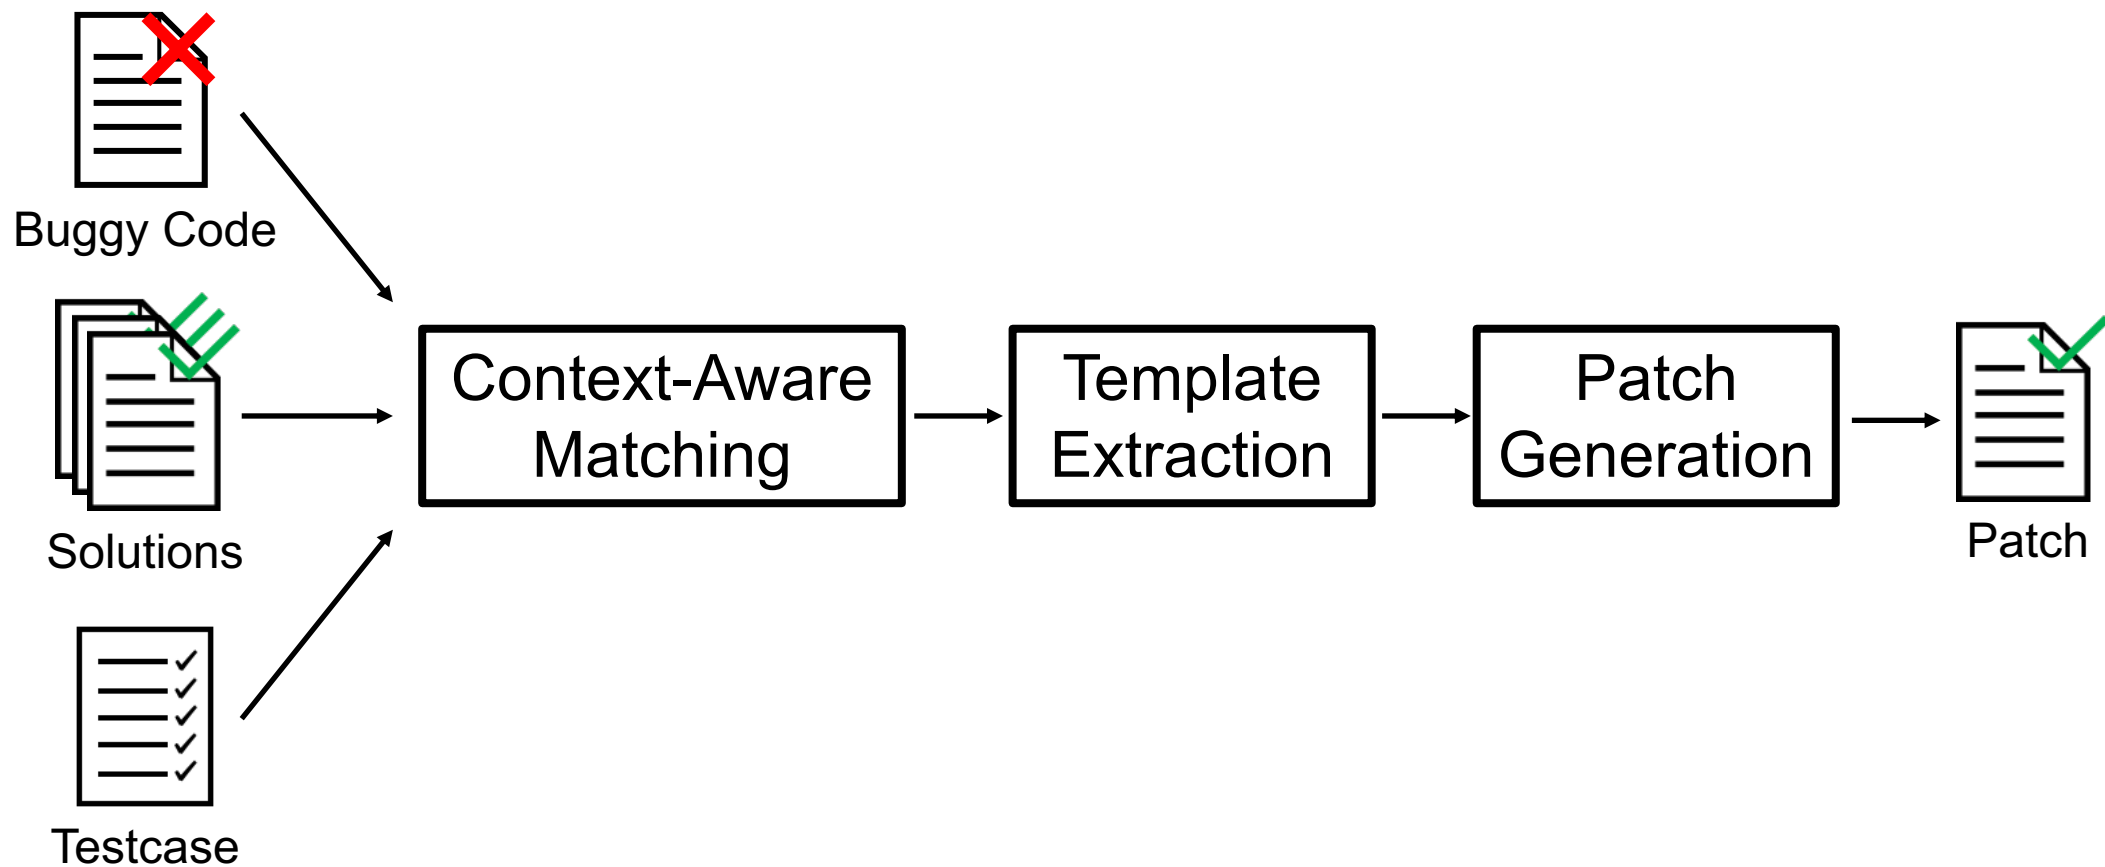 Buggy Code
Solutions
Testcase
Context-Aware
Matching
Template
Extraction
Patch
Generation
Patch